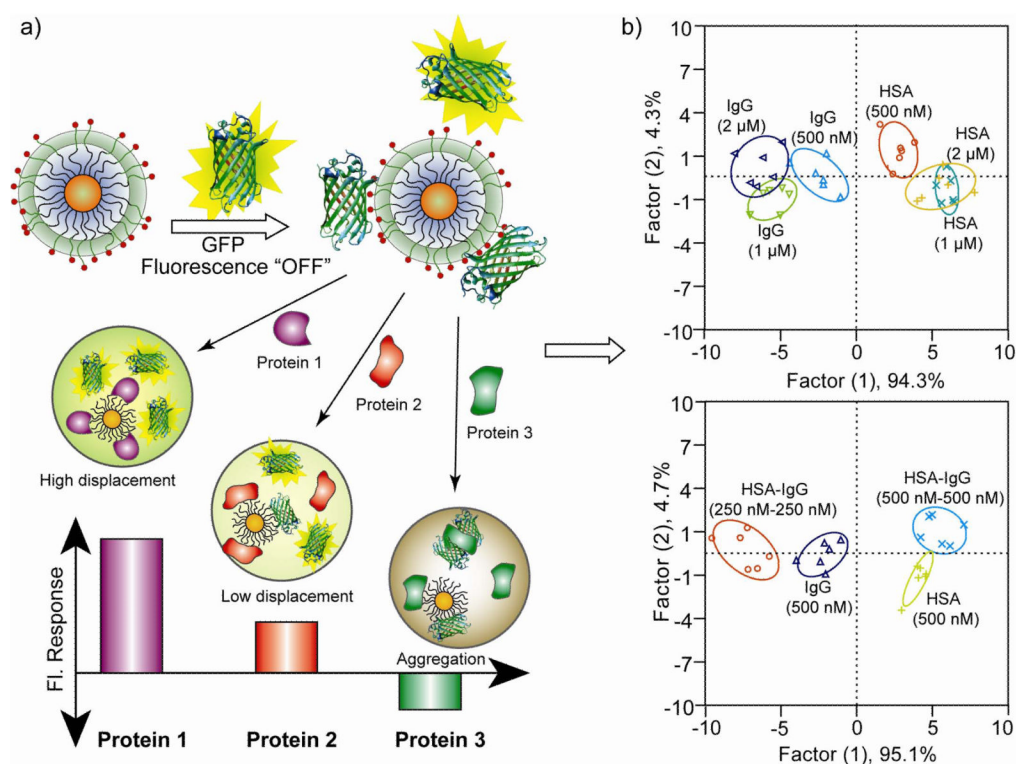 a)
GFP
Fluorescence “OFF”
Protein 1
Protein 2
Protein 3
High displacement
Low displacement
Aggregation
Fl. Response
Protein 1
Protein 2
Protein 3
b)
10
7
4
1
-1
-4
-7
-10
-10
-5
0
5
10
Factor (2), 4.3%
Factor (1), 94.3%
IgG
(2 µM)
IgG
(500 nM)
HSA
(500 nM)
HSA
(2 µM)
IgG
(1 µM)
HSA
(1 µM)
10
7
4
1
-1
-4
-7
-10
-10
-5
0
5
10
Factor (2), 4.7%
Factor (1), 95.1%
HSA-IgG
(250 nM-250 nM)
HSA-IgG
(500 nM-500 nM)
IgG
(500 nM)
HSA
(500 nM)